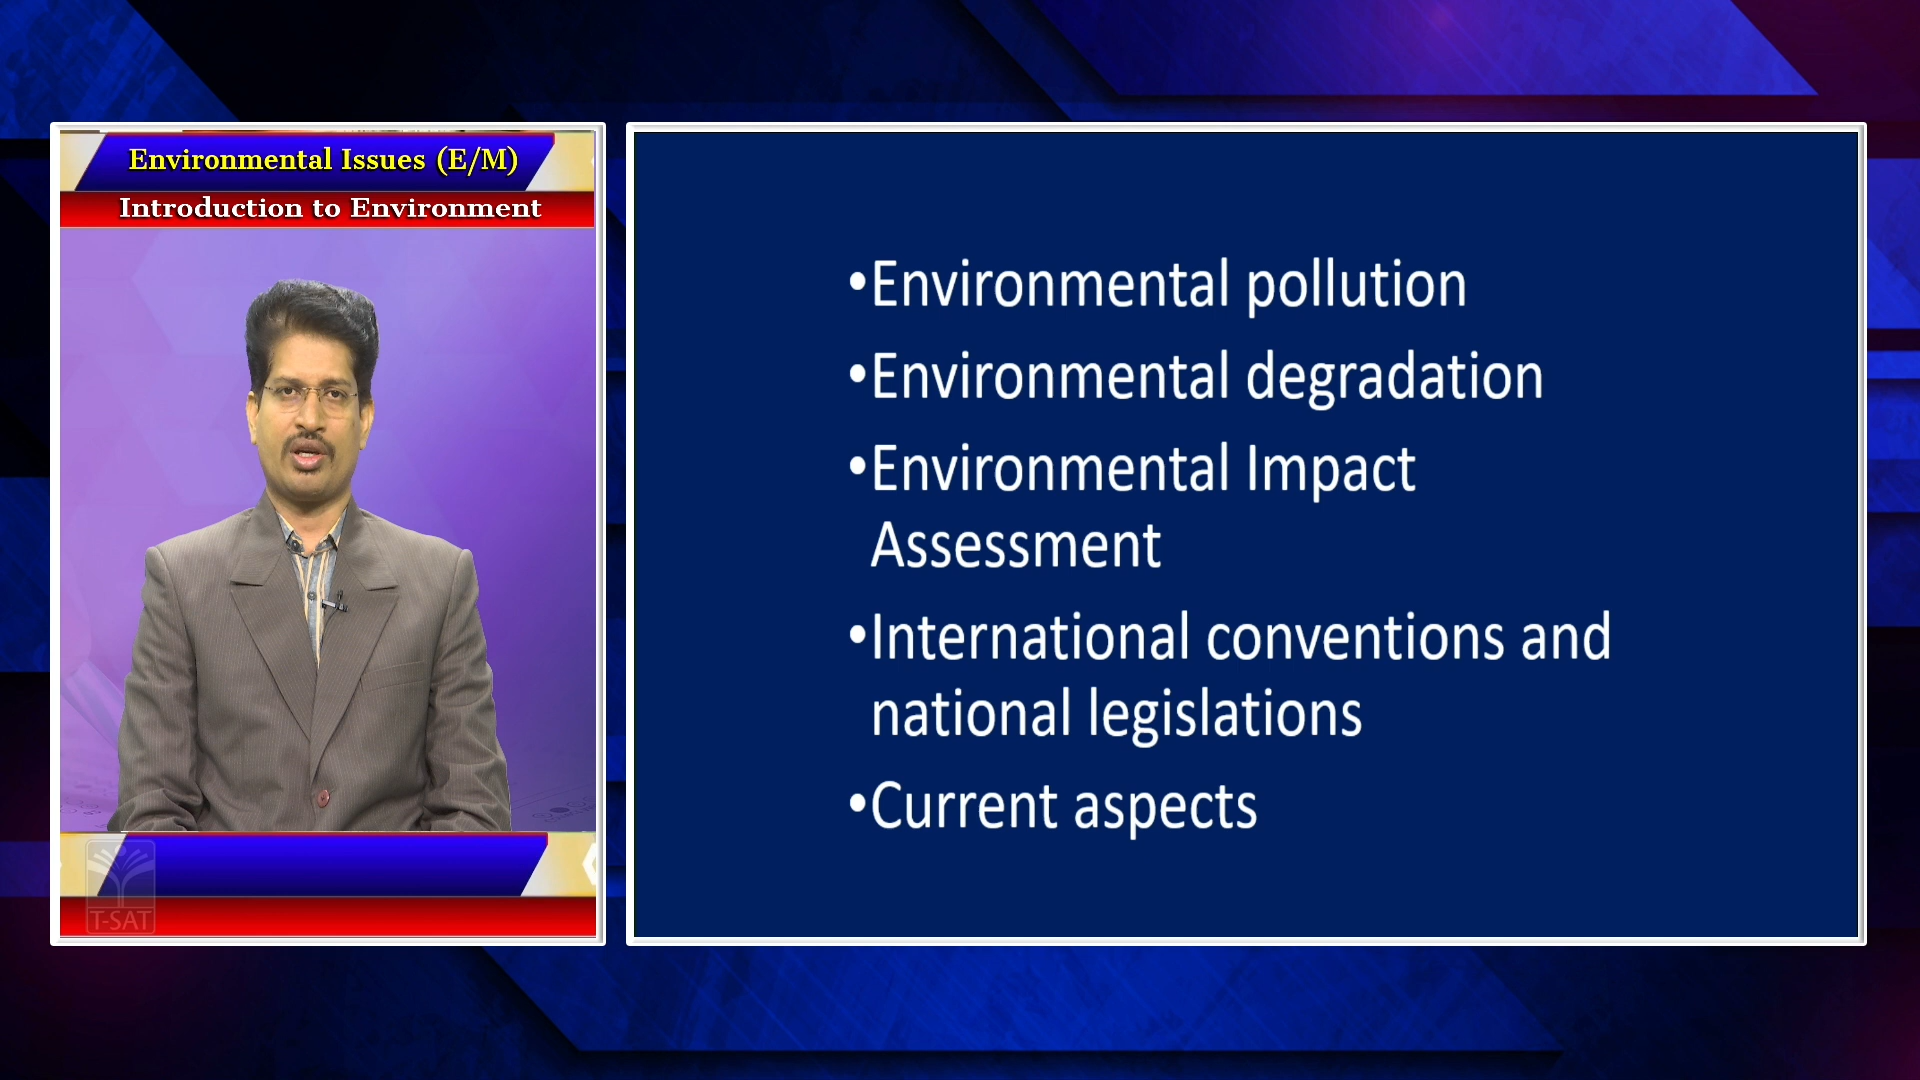 Environmental Issues (E/M)
Introduction to Environment
T-SAT
•Environmental pollution
•Environmental degradation
•Environmental Impact
Assessment
•International conventions and
national legislations
•Current aspects